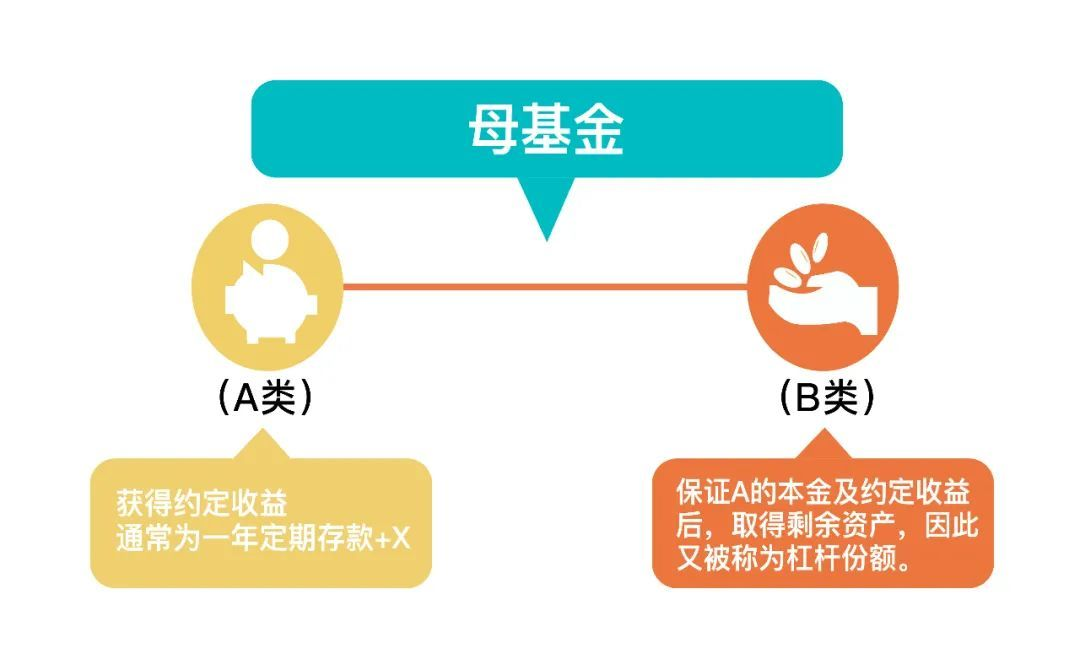 母基金
（A类）
（B类）
获得约定收益
通常为一年定期存款+X
保证A的本金及约定收益
后，取得剩余资产，因此
又被称为杠杆份额。